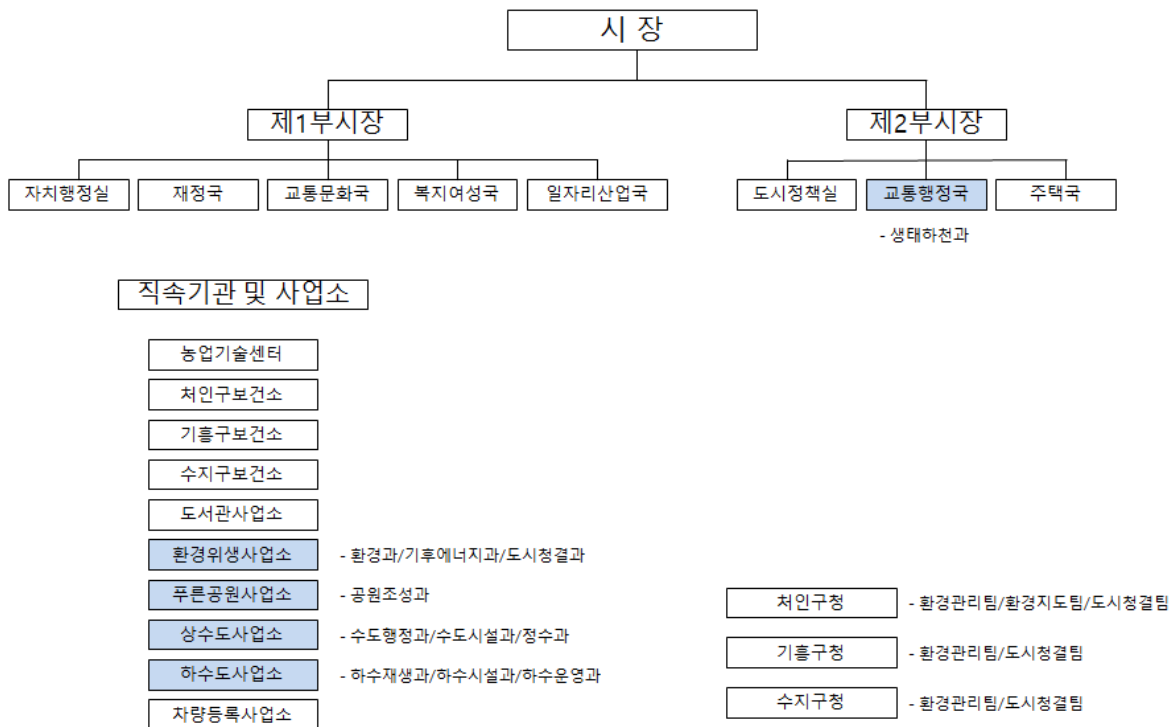 시 장
제1부시장
제2부시장
자치행정실
재정국
교통문화국
복지여성국
일자리산업국
도시정책실
교통행정국
주택국
- 생태하천과
직속기관 및 사업소
농업기술센터
처인구보건소
기흥구보건소
수지구보건소
도서관사업소
환경위생사업소
- 환경과/기후에너지과/도시청결과
푸른공원사업소
- 공원조성과
상수도사업소
- 수도행정과/수도시설과/정수과
하수도사업소
- 하수재생과/하수시설과/하수운영과
차량등록사업소
처인구청
- 환경관리팀/환경지도팀/도시청결팀
기흥구청
- 환경관리팀/도시청결팀
수지구청
- 환경관리팀/도시청결팀